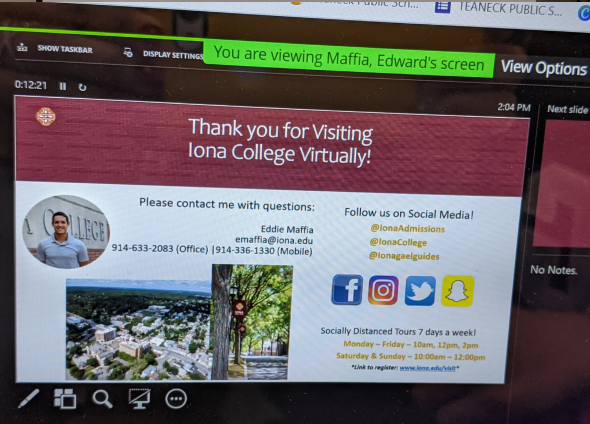 TEANECK PUBLIC S...
SHOW TASKBAR
DISPLAY SETTINGS
You are viewing Maffia, Edward's screen
View Options
0:12:21
2:04 PM
Next slide
Thank you for Visiting
Iona College Virtually!
Please contact me with questions:
Eddie Maffia
emaffia@iona.edu
914-633-2083 (Office) |914-336-1330 (Mobile)
COLLEGE
Follow us on Social Media!
@IonaAdmissions
@IonaCollege
@Ionagaelguides
No Notes.
Socially Distanced Tours 7 days a week!
Monday – Friday – 10am, 12pm, 2pm
Saturday & Sunday – 10:00am – 12:00pm
*Link to register: www.iona.edu/visit*